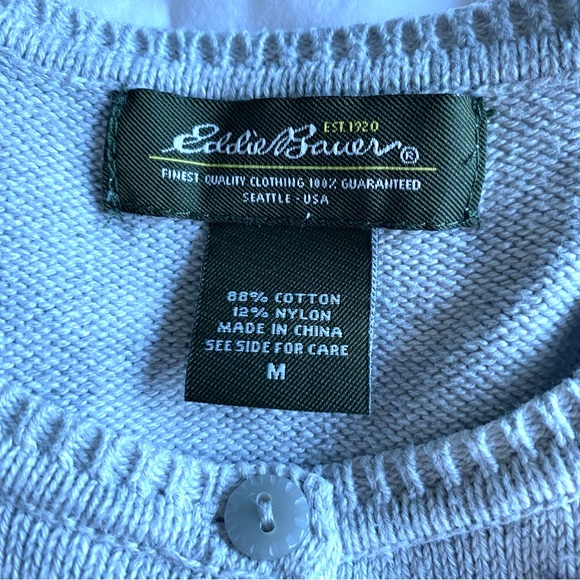 EST. 1920
Eddie Bauer®
FINEST QUALITY CLOTHING 100% GUARANTEED
SEATTLE · USA
88% COTTON
12% NYLON
MADE IN CHINA
SEE SIDE FOR CARE
M